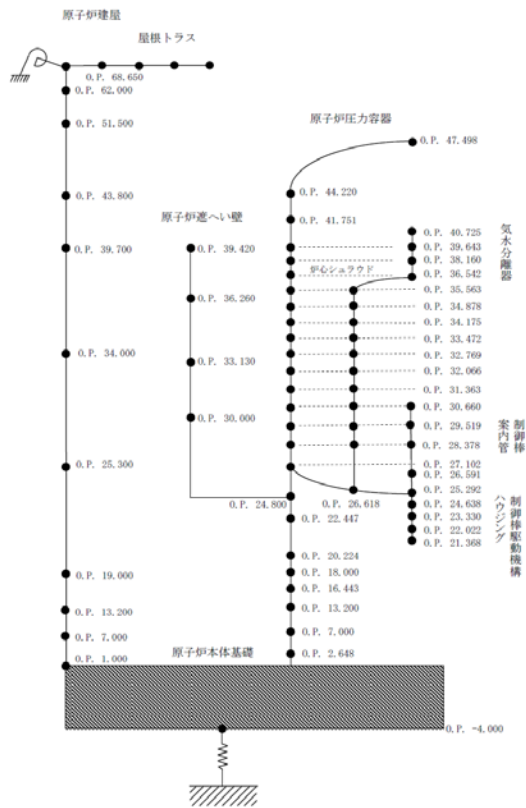 原子炉建屋
屋根トラス
O.P. 68.650
O.P. 62.000
O.P. 51.500
O.P. 43.800
O.P. 39.700
O.P. 34.000
O.P. 25.300
O.P. 19.000
O.P. 13.200
O.P. 7.000
O.P. 1.000
原子炉遮へい壁
O.P. 39.420
O.P. 36.260
O.P. 33.130
O.P. 30.000
O.P. 24.800
原子炉圧力容器
O.P. 47.498
O.P. 44.220
O.P. 41.751
炉心シュラウド
O.P. 26.618
O.P. 22.447
O.P. 20.224
O.P. 18.000
O.P. 16.443
O.P. 13.200
O.P. 7.000
O.P. 2.648
気水分離器
O.P. 40.725
O.P. 39.643
O.P. 38.160
O.P. 36.542
O.P. 35.563
O.P. 34.878
O.P. 34.175
O.P. 33.472
O.P. 32.769
O.P. 32.066
O.P. 31.363
O.P. 30.660
O.P. 29.519
O.P. 28.378
O.P. 27.102
O.P. 26.591
O.P. 25.292
O.P. 24.638
O.P. 23.330
O.P. 22.022
O.P. 21.368
制御棒
案内管
制御棒駆動機構
ハウジング
原子炉本体基礎
O.P. -4.000